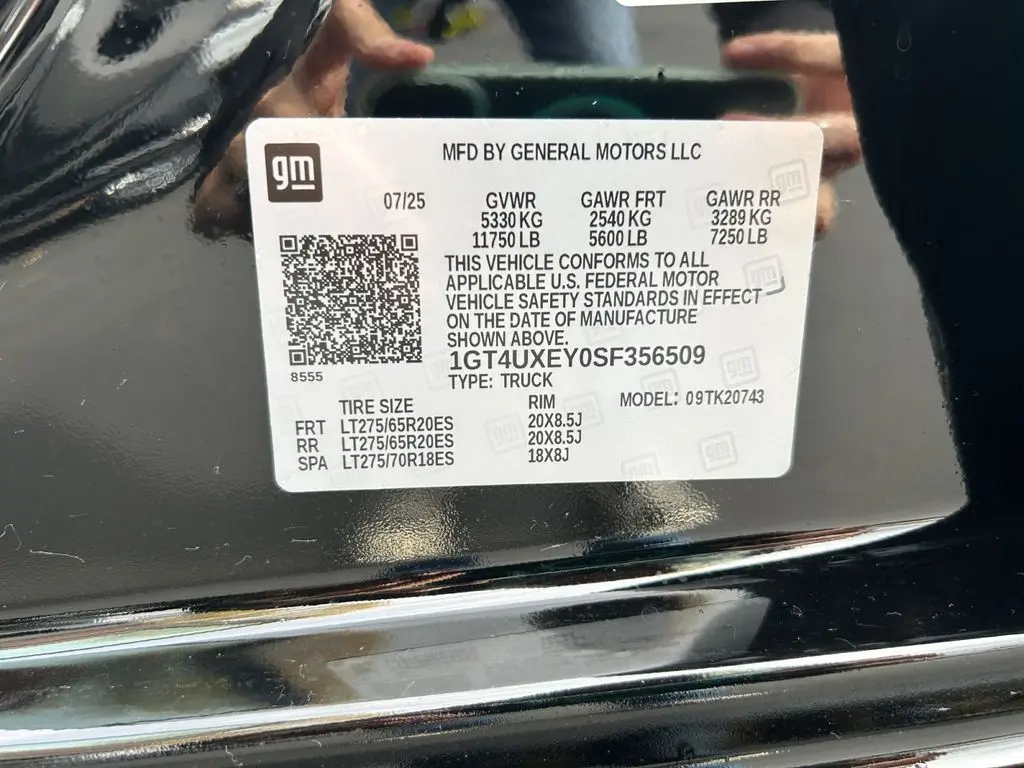 gm
MFD BY GENERAL MOTORS LLC
07/25 GVWR GAWR FRT GAWR RR
5330 KG 2540 KG 3289 KG
11750 LB 5600 LB 7250 LB
THIS VEHICLE CONFORMS TO ALL
APPLICABLE U.S. FEDERAL MOTOR
VEHICLE SAFETY STANDARDS IN EFFECT
ON THE DATE OF MANUFACTURE
SHOWN ABOVE.
1GT4UXEY0SF356509
8555
TYPE: TRUCK
TIRE SIZE RIM MODEL: 09TK20743
FRT LT275/65R20ES 20X8.5J
RR LT275/65R20ES 20X8.5J
SPA LT275/70R18ES 18X8J